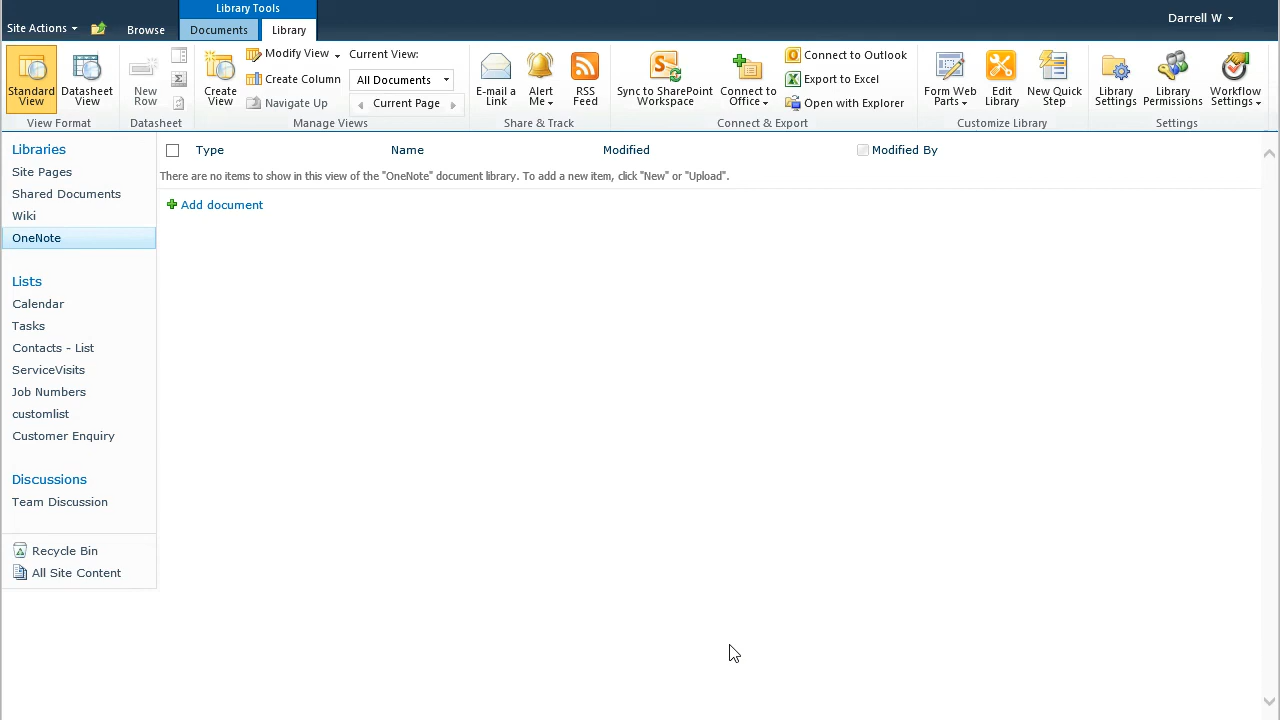 Library Tools
Site Actions
Browse
Documents
Library
Darrell W
Standard View
Datasheet View
View Format
New Row
Datasheet
Create View
Modify View
Create Column
Navigate Up
Current View:
All Documents
Current Page
Manage Views
E-mail a Link
Alert Me
RSS Feed
Share & Track
Sync to SharePoint Workspace
Connect to Office
Connect to Outlook
Export to Excel
Open with Explorer
Connect & Export
Form Web Parts
Edit Library
New Quick Step
Customize Library
Library Settings
Library Permissions
Workflow Settings
Settings
Libraries
Site Pages
Shared Documents
Wiki
OneNote
Lists
Calendar
Tasks
Contacts - List
ServiceVisits
Job Numbers
customlist
Customer Enquiry
Discussions
Team Discussion
Recycle Bin
All Site Content
Type Name Modified Modified By
There are no items to show in this view of the "OneNote" document library. To add a new item, click "New" or "Upload".
Add document